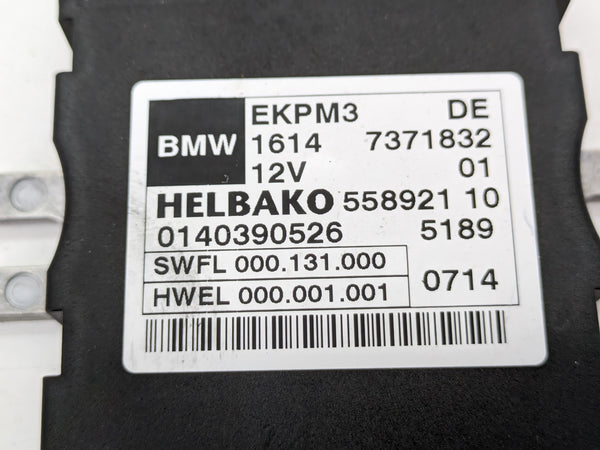 EKPM3 DE
BMW 1614 7371832
12V 01
HELBAKO 558921 10
0140390526 5189
SWFL 000.131.000
HWEL 000.001.001 0714